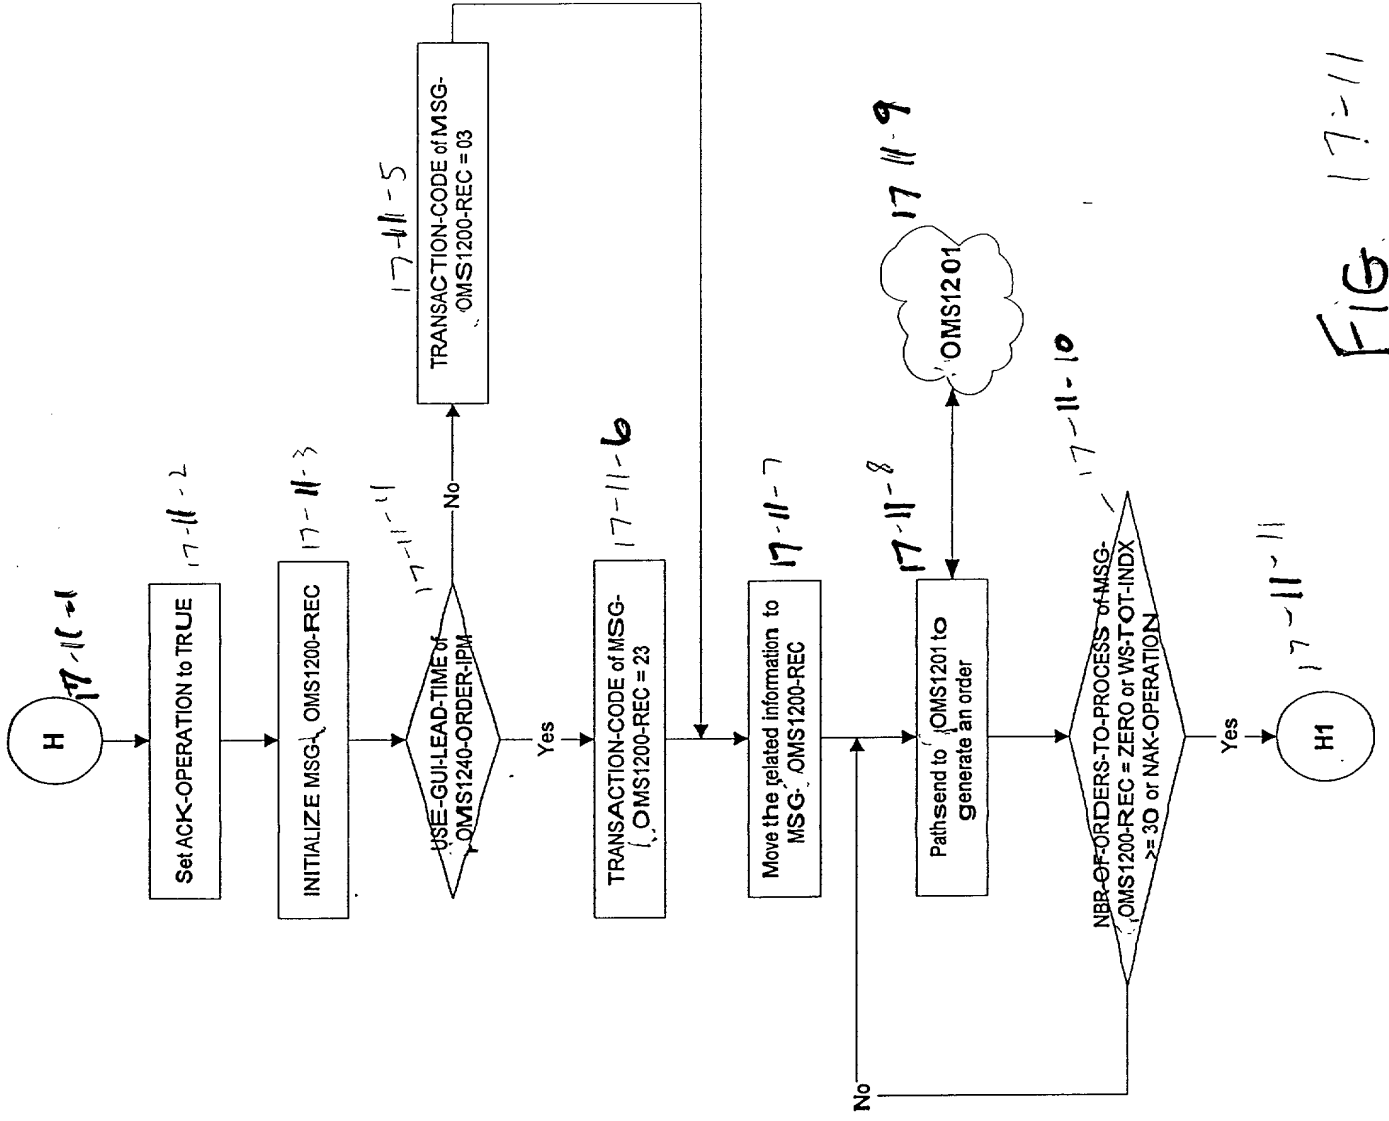 H
17-11-1
Set ACK-OPERATION to TRUE
17-11-2
INITIALIZE MSG- OMS1200-REC
17-11-3
USE-GUI-LEAD-TIME of
OMS1240-ORDER-IPM
17-11-4
No
TRANSACTION-CODE of MSG-
OMS1200-REC = 03
17-11-5
Yes
TRANSACTION-CODE of MSG-
OMS1200-REC = 23
17-11-6
Move the related information to
MSG- OMS1200-REC
17-11-7
Pathsend to OMS1201 to
generate an order
17-11-8
OMS1201
17 11-9
NBR-OF-ORDERS-TO-PROCESS of MSG-
OMS1200-REC = ZERO or WS-TOT-INDX
>= 30 or NAK-OPERATION
17-11-10
No
Yes
H1
17-11-11
FIG. 17-11